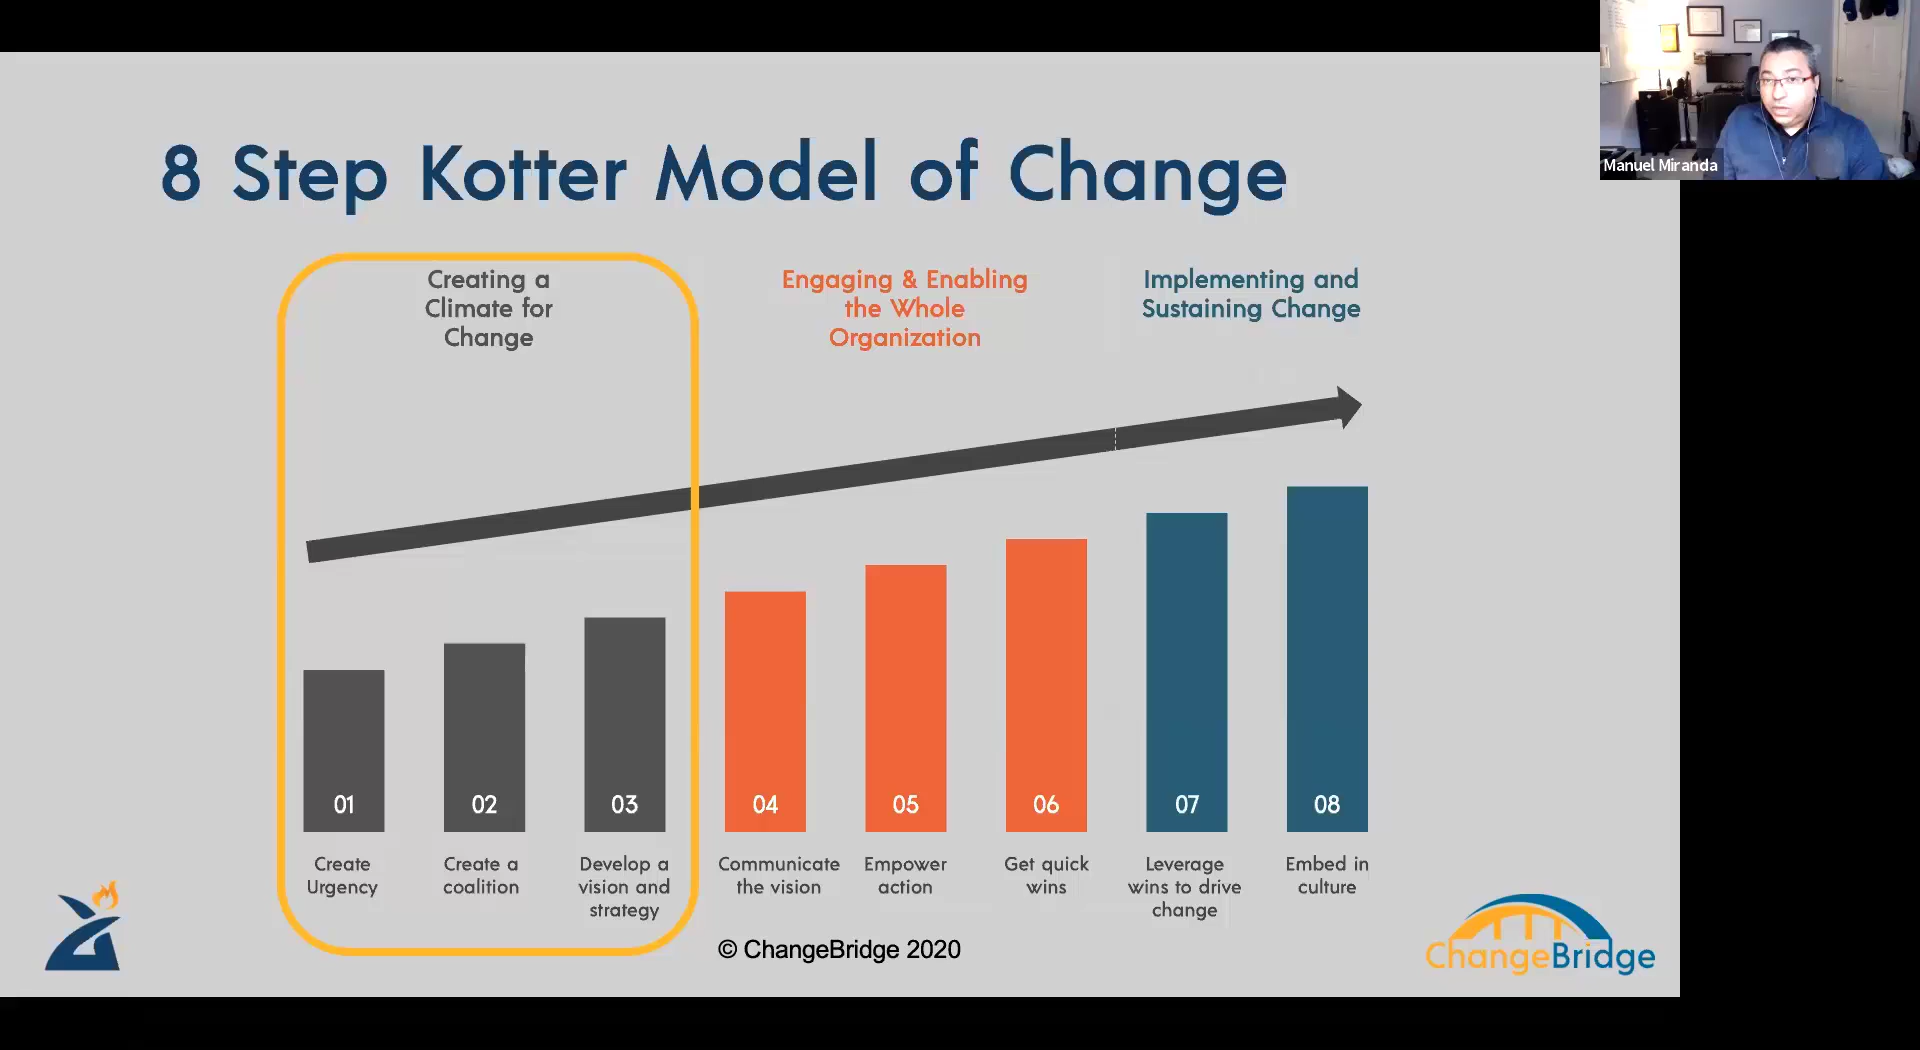 Manuel Miranda
8 Step Kotter Model of Change
Creating a
Climate for
Change
Engaging & Enabling
the Whole
Organization
Implementing and
Sustaining Change
01
02
03
04
05
06
07
08
Create
Urgency
Create a
coalition
Develop a
vision and
strategy
Communicate
the vision
Empower
action
Get quick
wins
Leverage
wins to drive
change
Embed in
culture
© ChangeBridge 2020
ChangeBridge